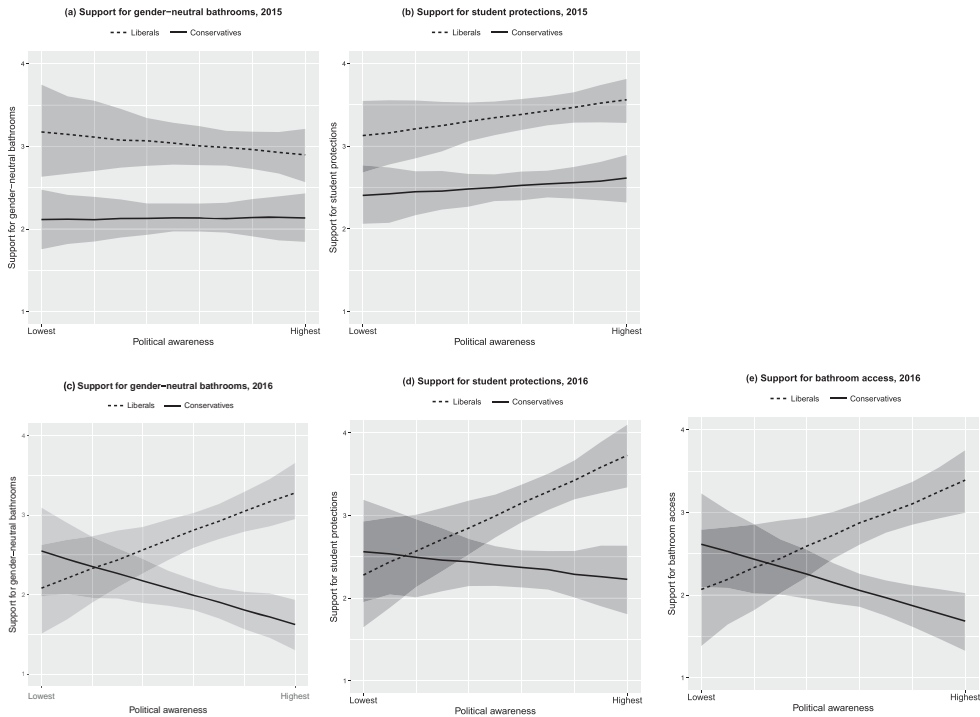 (a) Support for gender−neutral bathrooms, 2015
Liberals Conservatives
Support for gender−neutral bathrooms
4
3
2
1
Lowest Highest
Political awareness
(b) Support for student protections, 2015
Liberals Conservatives
Support for student protections
4
3
2
1
Lowest Highest
Political awareness
(c) Support for gender−neutral bathrooms, 2016
Liberals Conservatives
Support for gender−neutral bathrooms
4
3
2
1
Lowest Highest
Political awareness
(d) Support for student protections, 2016
Liberals Conservatives
Support for student protections
4
3
2
1
Lowest Highest
Political awareness
(e) Support for bathroom access, 2016
Liberals Conservatives
Support for bathroom access
4
3
2
1
Lowest Highest
Political awareness